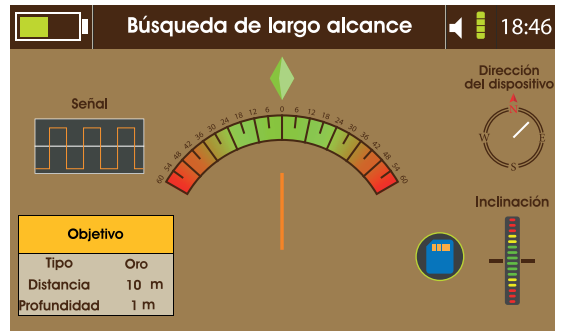 Búsqueda de largo alcance
18:46
Señal
60 54 48 42 36 30 24 18 12 6 0 6 12 18 24 30 36 42 48 54 60
Dirección
del dispositivo
N
W E
S
Objetivo
Tipo Oro
Distancia 10 m
Profundidad 1 m
Inclinación